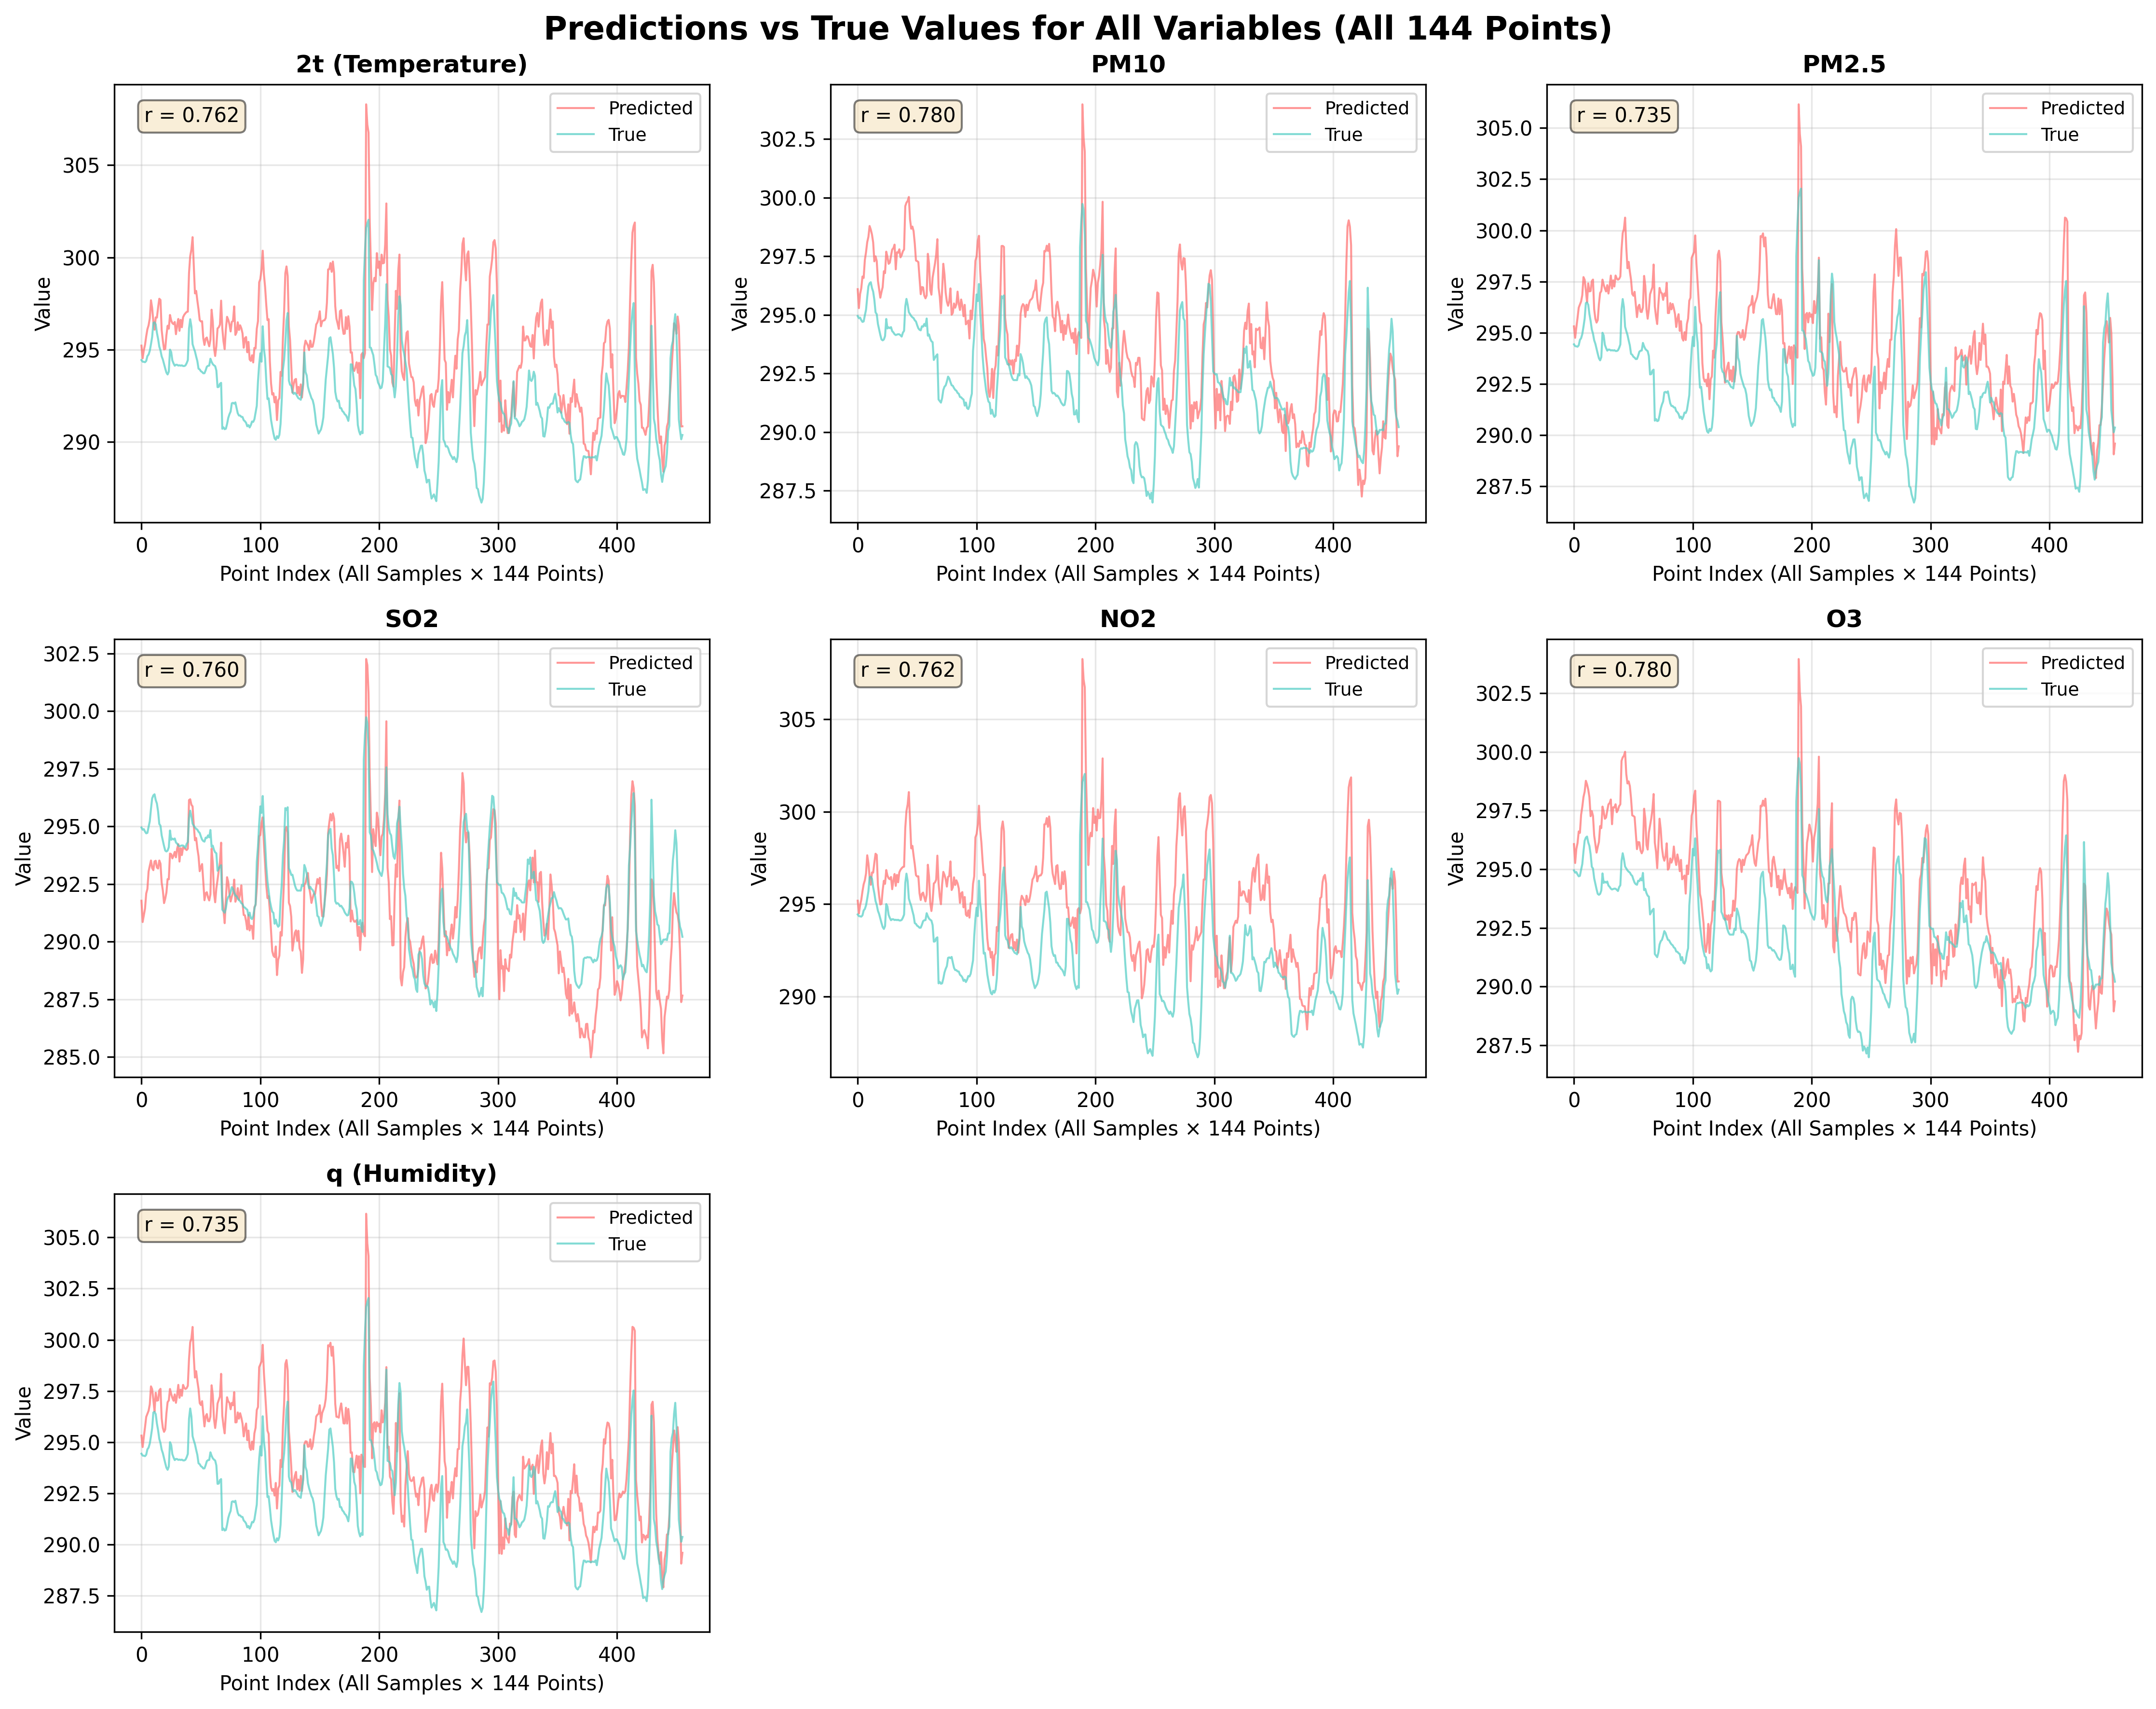 Predictions vs True Values for All Variables (All 144 Points)
2t (Temperature)
r = 0.762
Predicted
True
305
300
295
290
Value
0 100 200 300 400
Point Index (All Samples × 144 Points)
PM10
r = 0.780
Predicted
True
302.5
300.0
297.5
295.0
292.5
290.0
287.5
Value
0 100 200 300 400
Point Index (All Samples × 144 Points)
PM2.5
r = 0.735
Predicted
True
305.0
302.5
300.0
297.5
295.0
292.5
290.0
287.5
Value
0 100 200 300 400
Point Index (All Samples × 144 Points)
SO2
r = 0.760
Predicted
True
302.5
300.0
297.5
295.0
292.5
290.0
287.5
285.0
Value
0 100 200 300 400
Point Index (All Samples × 144 Points)
NO2
r = 0.762
Predicted
True
305
300
295
290
Value
0 100 200 300 400
Point Index (All Samples × 144 Points)
O3
r = 0.780
Predicted
True
302.5
300.0
297.5
295.0
292.5
290.0
287.5
Value
0 100 200 300 400
Point Index (All Samples × 144 Points)
q (Humidity)
r = 0.735
Predicted
True
305.0
302.5
300.0
297.5
295.0
292.5
290.0
287.5
Value
0 100 200 300 400
Point Index (All Samples × 144 Points)